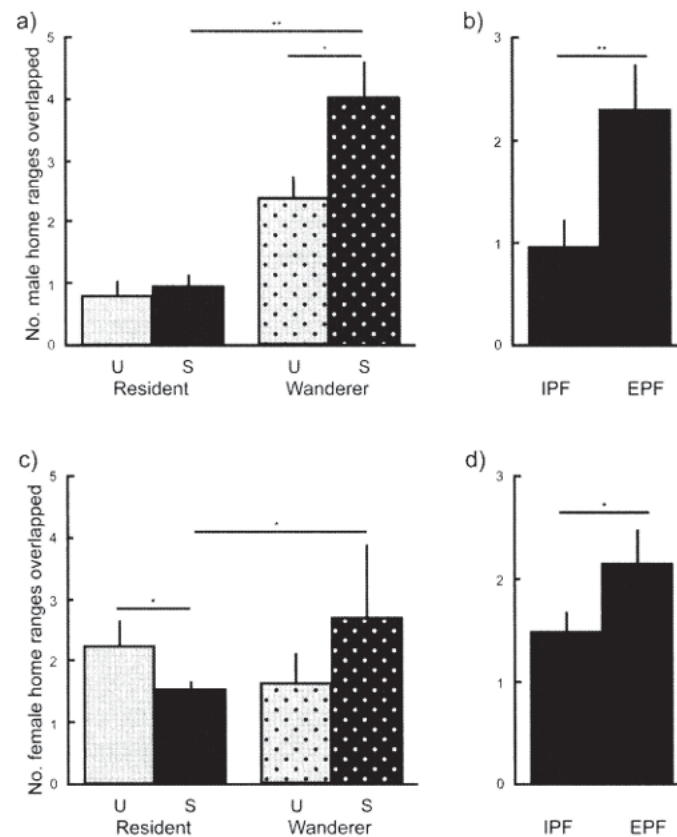 a)
b)
No. male home ranges overlapped
5
4
3
2
1
0
**
*
U S U S
Resident Wanderer
3
2
1
0
**
IPF EPF
c)
d)
No. female home ranges overlapped
5
4
3
2
1
0
*
*
U S U S
Resident Wanderer
3
2
1
0
*
IPF EPF